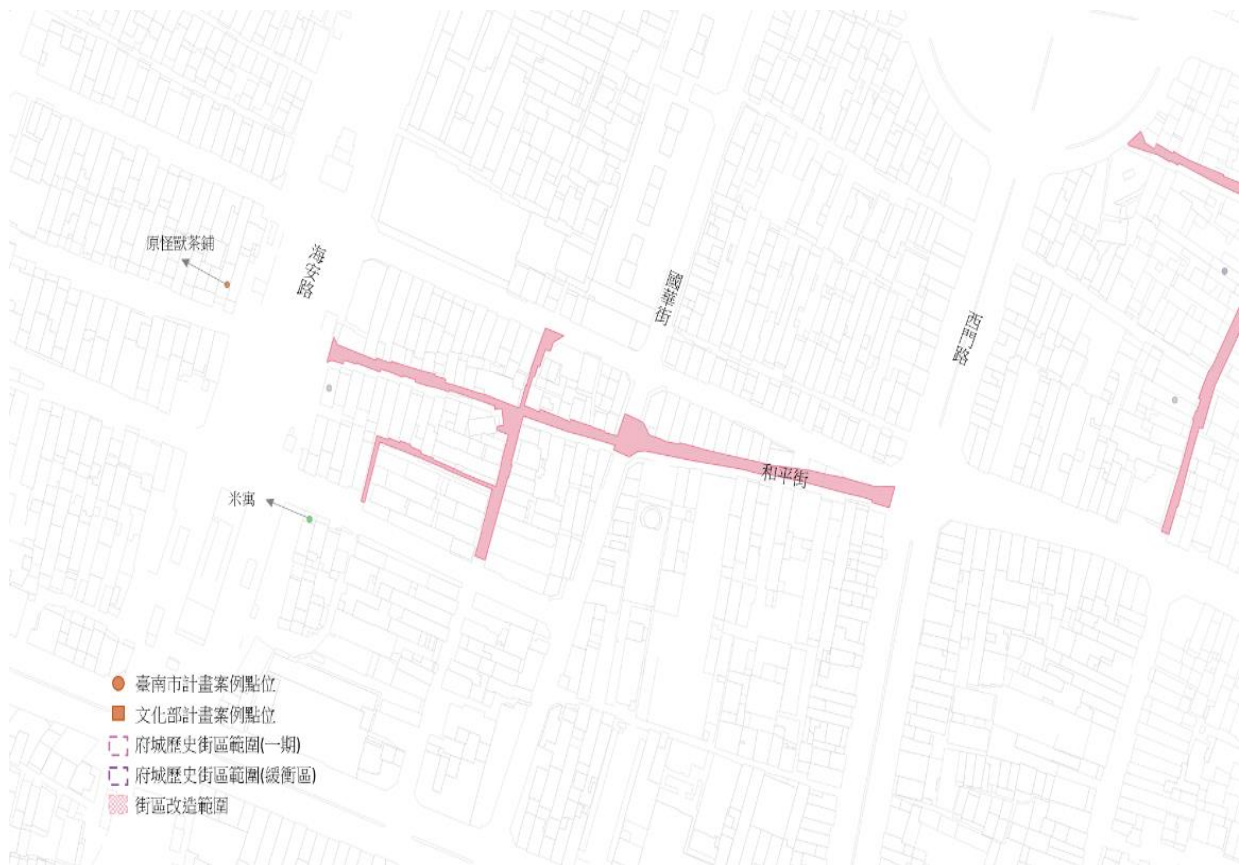 原怪獸茶鋪
海安路
國華街
西門路
和平街
米寓
臺南市計畫案例點位
文化部計畫案例點位
府城歷史街區範圍(一期)
府城歷史街區範圍(緩衝區)
街區改造範圍